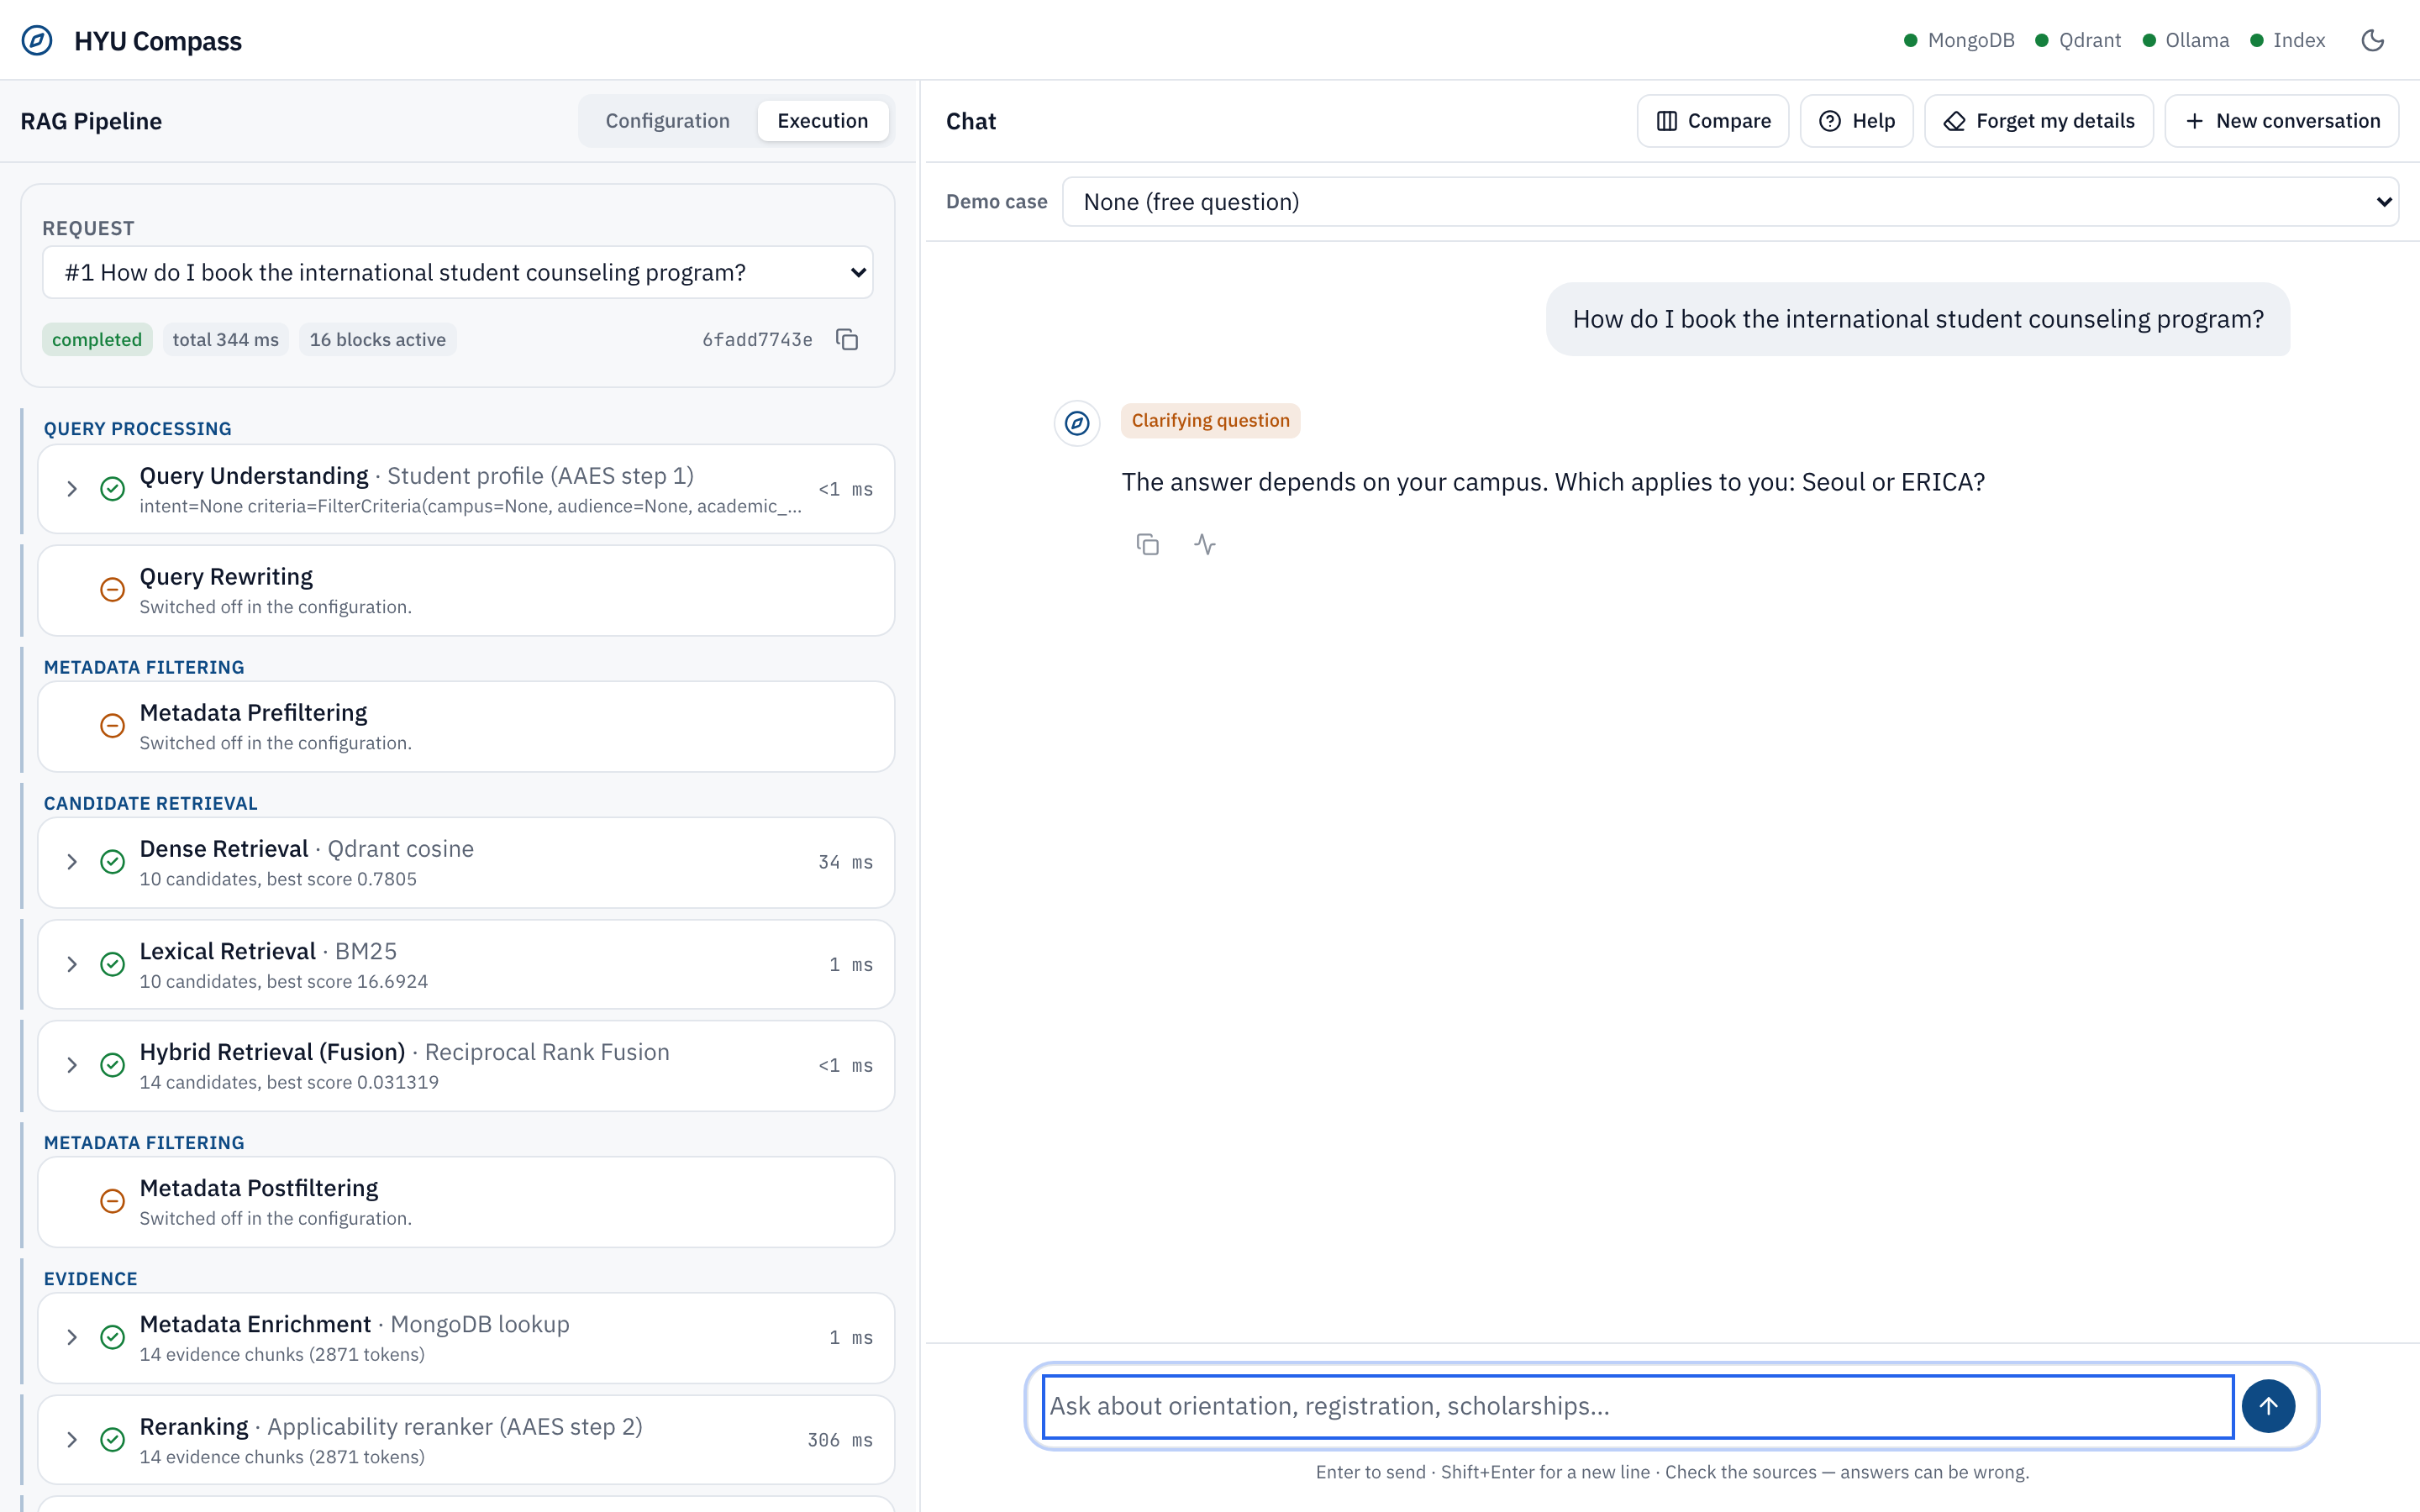 HYU Compass
MongoDB Qdrant Ollama Index
RAG Pipeline
Configuration Execution
REQUEST
#1 How do I book the international student counseling program?
completed total 344 ms 16 blocks active 6fadd7743e
QUERY PROCESSING
Query Understanding · Student profile (AAES step 1)
intent=None criteria=FilterCriteria(campus=None, audience=None, academic_...
<1 ms
Query Rewriting
Switched off in the configuration.
METADATA FILTERING
Metadata Prefiltering
Switched off in the configuration.
CANDIDATE RETRIEVAL
Dense Retrieval · Qdrant cosine
10 candidates, best score 0.7805
34 ms
Lexical Retrieval · BM25
10 candidates, best score 16.6924
1 ms
Hybrid Retrieval (Fusion) · Reciprocal Rank Fusion
14 candidates, best score 0.031319
<1 ms
METADATA FILTERING
Metadata Postfiltering
Switched off in the configuration.
EVIDENCE
Metadata Enrichment · MongoDB lookup
14 evidence chunks (2871 tokens)
1 ms
Reranking · Applicability reranker (AAES step 2)
14 evidence chunks (2871 tokens)
306 ms
Chat
Compare Help Forget my details New conversation
Demo case None (free question)
How do I book the international student counseling program?
Clarifying question
The answer depends on your campus. Which applies to you: Seoul or ERICA?
Ask about orientation, registration, scholarships...
Enter to send · Shift+Enter for a new line · Check the sources — answers can be wrong.